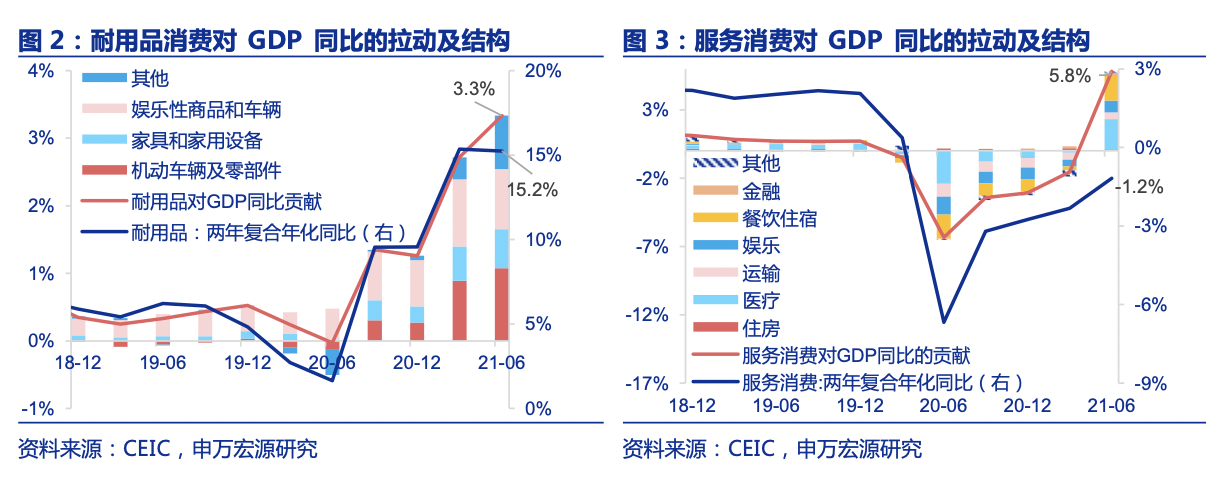 图 2：耐用品消费对 GDP 同比的拉动及结构
4%
3%
2%
1%
0%
-1%
其他
娱乐性商品和车辆
家具和家用设备
机动车辆及零部件
耐用品对GDP同比贡献
耐用品：两年复合年化同比（右）
3.3%
15.2%
20%
15%
10%
5%
0%
18-12
19-06
19-12
20-06
20-12
21-06
资料来源：CEIC，申万宏源研究
图 3：服务消费对 GDP 同比的拉动及结构
3%
-2%
-7%
-12%
-17%
其他
金融
餐饮住宿
娱乐
运输
医疗
住房
服务消费对GDP同比的贡献
服务消费:两年复合年化同比（右）
5.8%
-1.2%
3%
0%
-3%
-6%
-9%
18-12
19-06
19-12
20-06
20-12
21-06
资料来源：CEIC，申万宏源研究